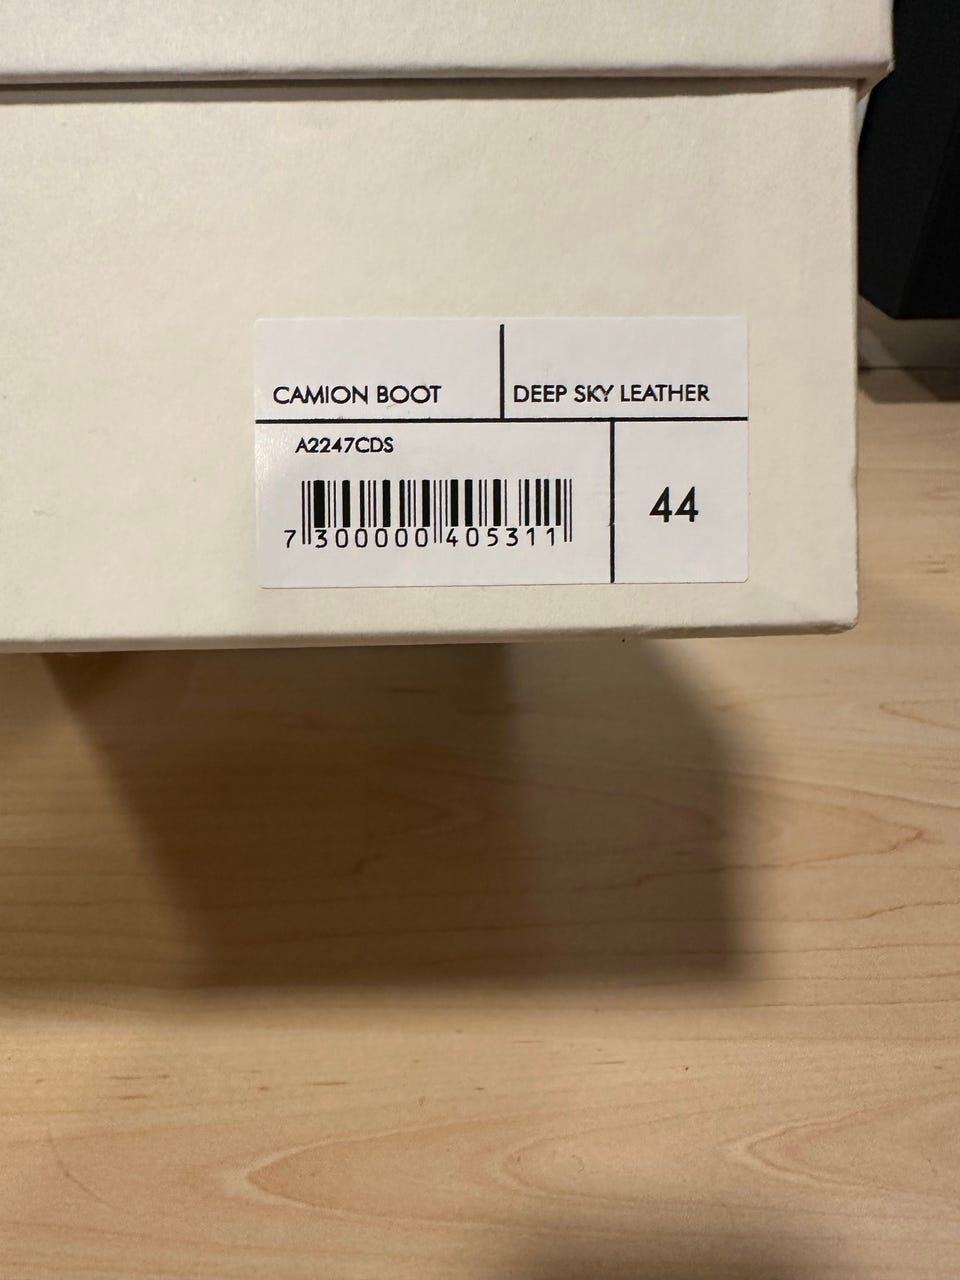 CAMION BOOT
DEEP SKY LEATHER
A2247CDS
44
7 300000 405311